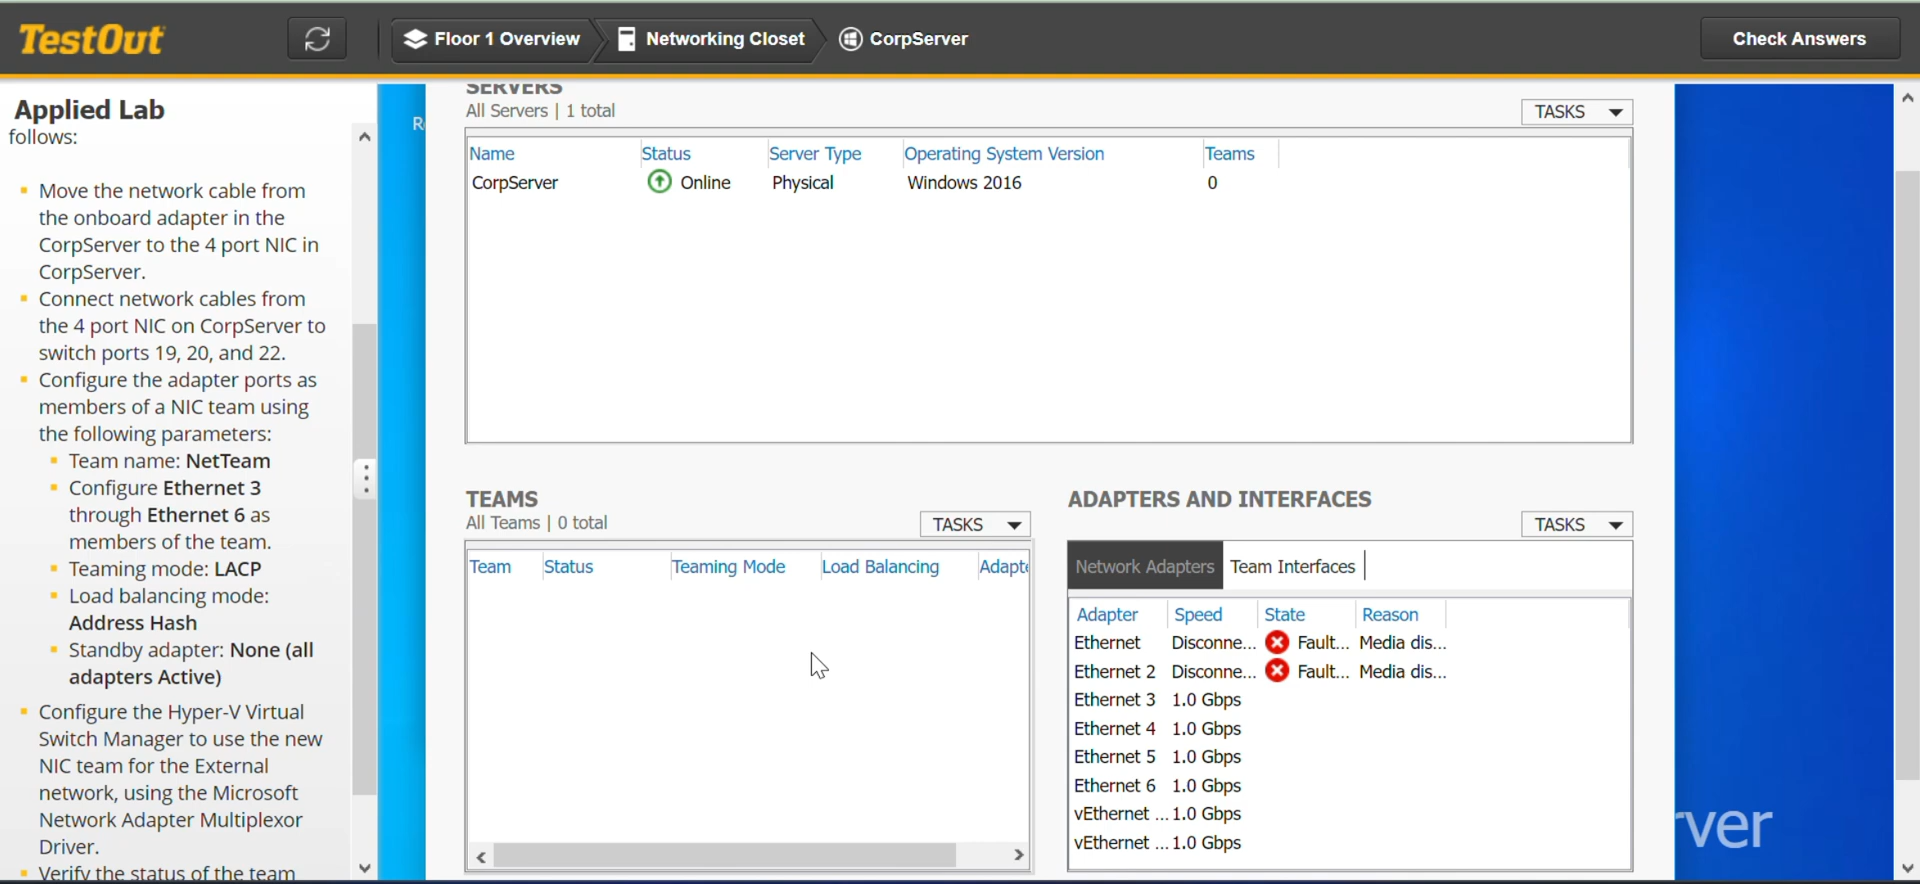 TestOut
Floor 1 Overview
Networking Closet
CorpServer
Check Answers
Applied Lab
follows:
Move the network cable from
the onboard adapter in the
CorpServer to the 4 port NIC in
CorpServer.
Connect network cables from
the 4 port NIC on CorpServer to
switch ports 19, 20, and 22.
Configure the adapter ports as
members of a NIC team using
the following parameters:
Team name: NetTeam
Configure Ethernet 3
through Ethernet 6 as
members of the team.
Teaming mode: LACP
Load balancing mode:
Address Hash
Standby adapter: None (all
adapters Active)
Configure the Hyper-V Virtual
Switch Manager to use the new
NIC team for the External
network, using the Microsoft
Network Adapter Multiplexor
Driver.
Verify the status of the team
R
SERVERS
All Servers | 1 total
TASKS
Name Status Server Type Operating System Version Teams
CorpServer Online Physical Windows 2016 0
TEAMS
All Teams | 0 total
TASKS
Team Status Teaming Mode Load Balancing Adapte
ADAPTERS AND INTERFACES
TASKS
Network Adapters Team Interfaces
Adapter Speed State Reason
Ethernet Disconne... Fault... Media dis...
Ethernet 2 Disconne... Fault... Media dis...
Ethernet 3 1.0 Gbps
Ethernet 4 1.0 Gbps
Ethernet 5 1.0 Gbps
Ethernet 6 1.0 Gbps
vEthernet ... 1.0 Gbps
vEthernet ... 1.0 Gbps
ver